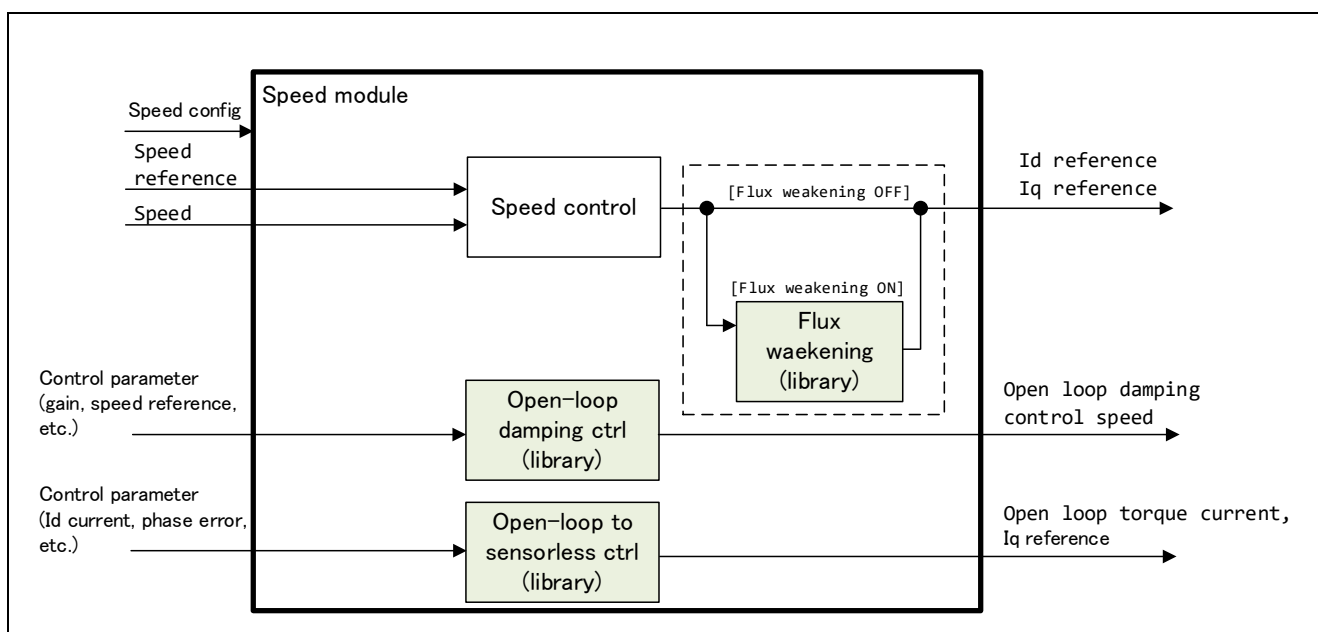 Speed module
Speed config
Speed
reference
Speed
Speed control
[Flux weakening OFF]
[Flux weakening ON]
Flux
waekening
(library)
Id reference
Iq reference
Control parameter
(gain, speed reference,
etc.)
Open-loop
damping ctrl
(library)
Open loop damping
control speed
Control parameter
(Id current, phase error,
etc.)
Open-loop to
sensorless ctrl
(library)
Open loop torque current,
Iq reference